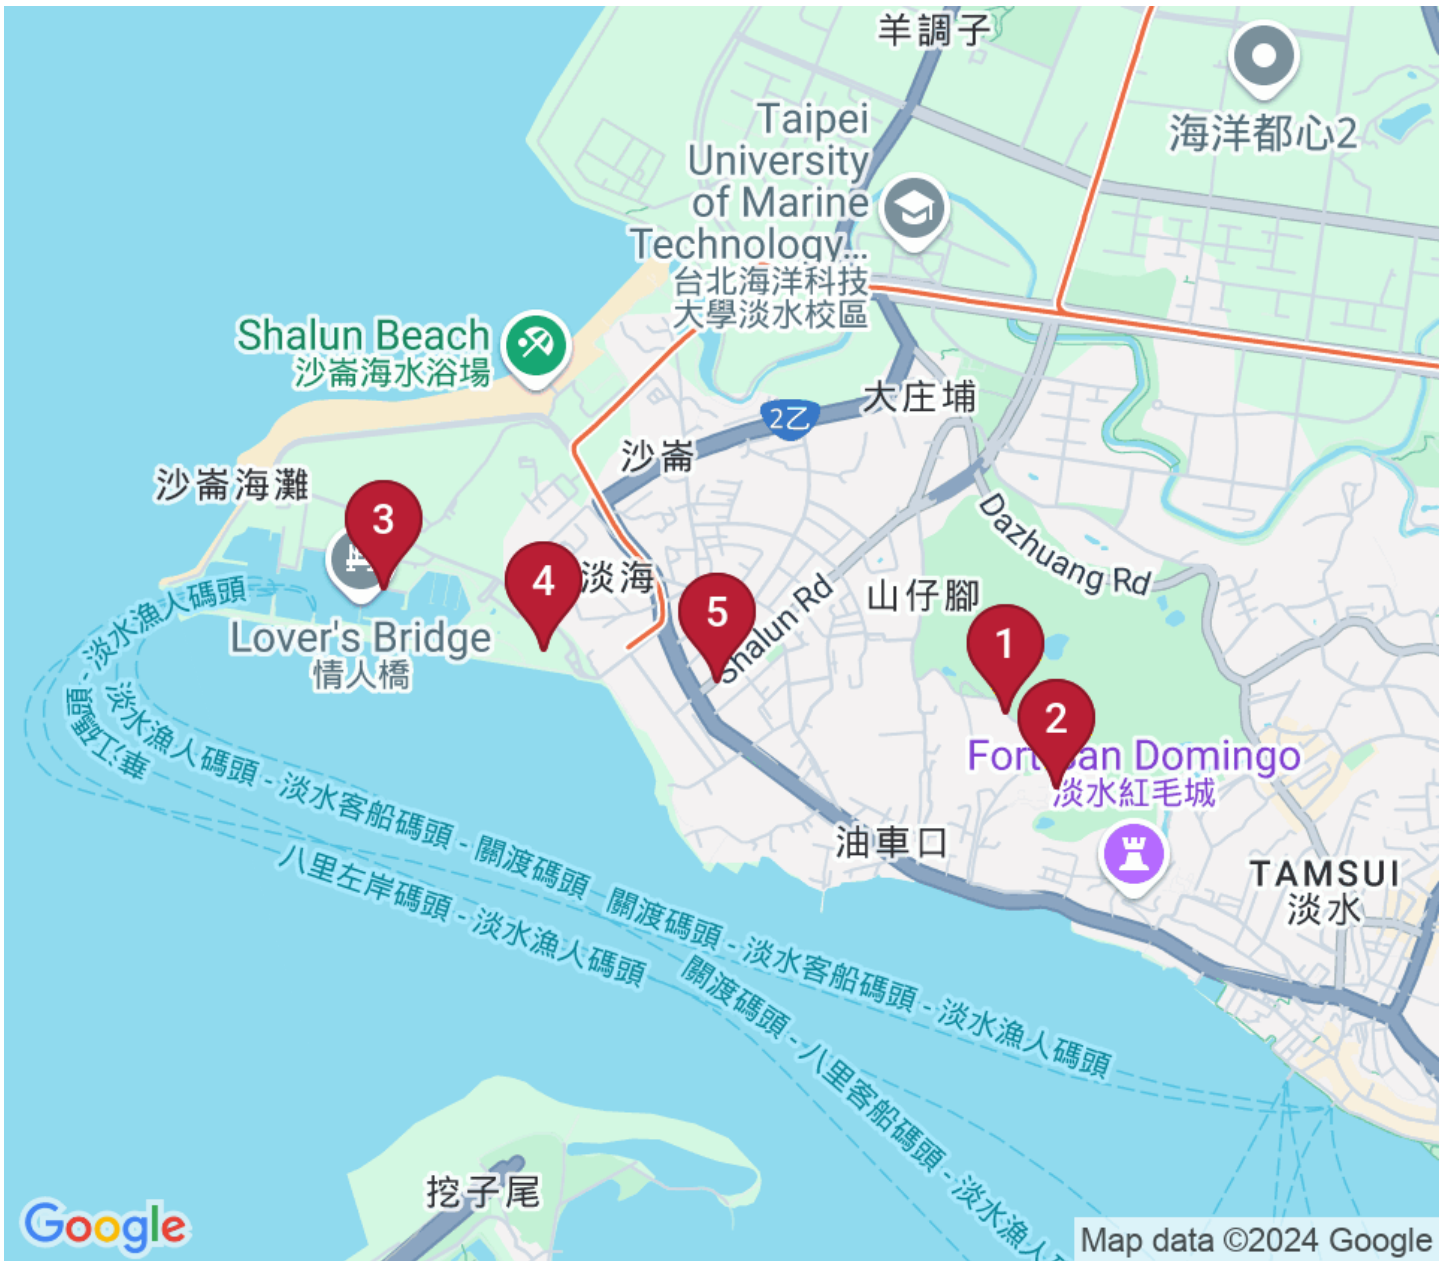 羊調子
海洋都心2
Taipei
University
of Marine
Technology...
台北海洋科技
大學淡水校區
Shalun Beach
沙崙海水浴場
大庄埔
2乙
沙崙
沙崙海灘
3
Dazhuang Rd
4
淡海
山仔腳
5
Shalun Rd
1
Lover's Bridge
情人橋
2
Fort San Domingo
淡水紅毛城
油車口
TAMSUI
淡水
淡水漁人碼頭
華江碼頭 -
淡水漁人碼頭 - 淡水客船碼頭 - 關渡碼頭
八里左岸碼頭 - 淡水漁人碼頭
關渡碼頭 - 淡水客船碼頭 - 淡水漁人碼頭
關渡碼頭 - 八里客船碼頭 - 淡水漁人
挖子尾
Google
Map data ©2024 Google